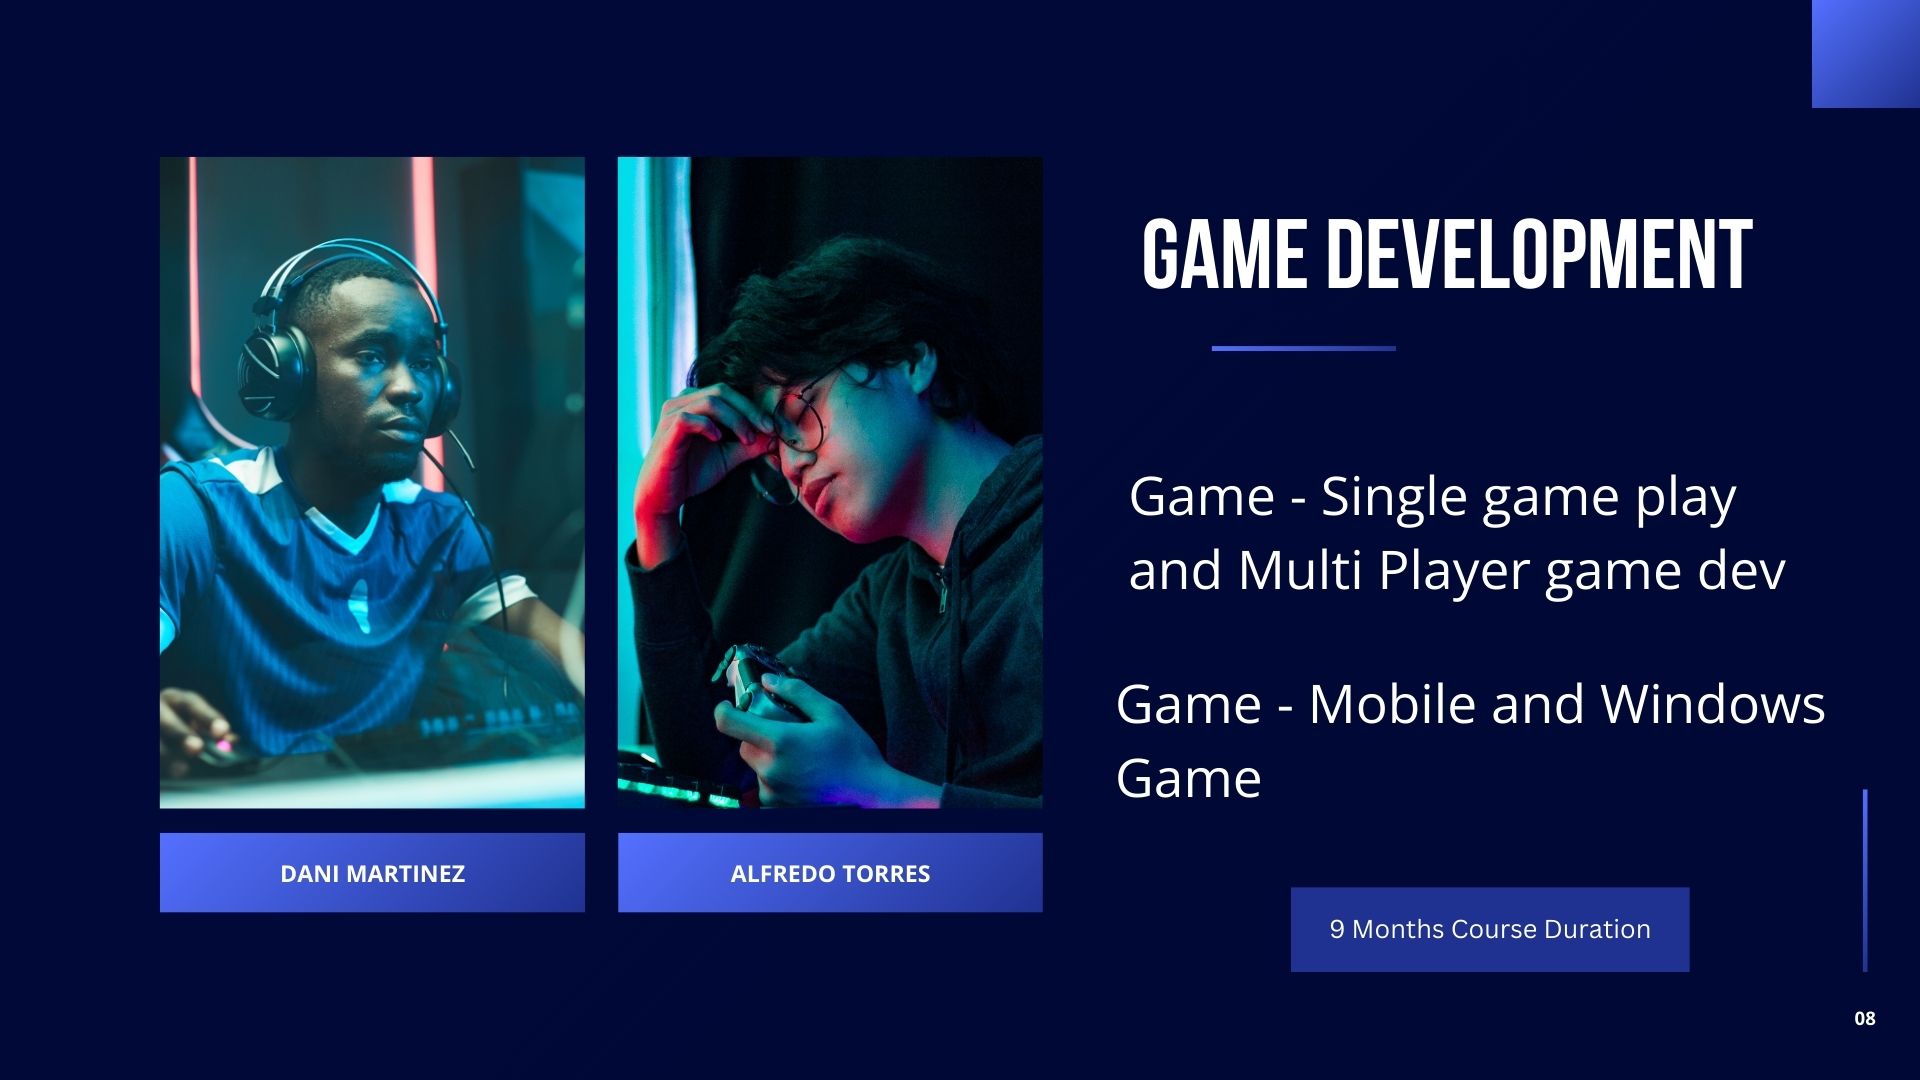 GAME DEVELOPMENT
Game - Single game play
and Multi Player game dev
Game - Mobile and Windows
Game
DANI MARTINEZ
ALFREDO TORRES
9 Months Course Duration
08